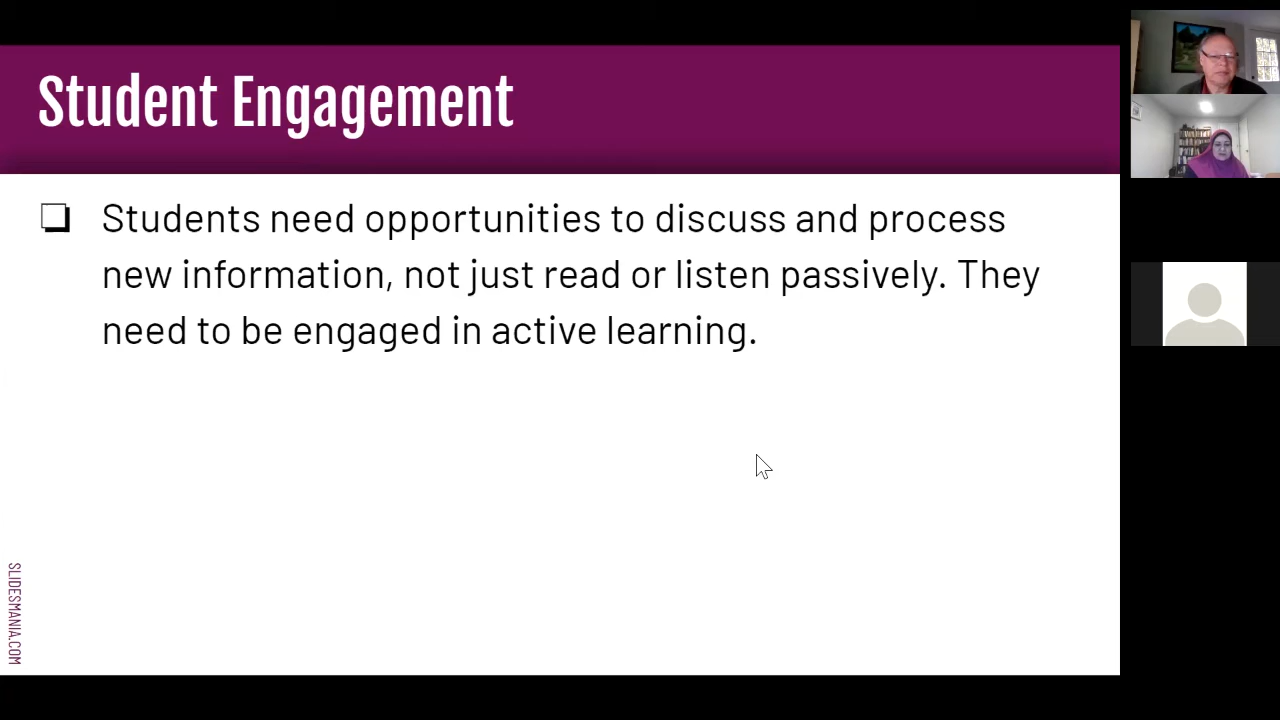 Student Engagement
Students need opportunities to discuss and process
new information, not just read or listen passively. They
need to be engaged in active learning.
SLIDESMANIA.COM